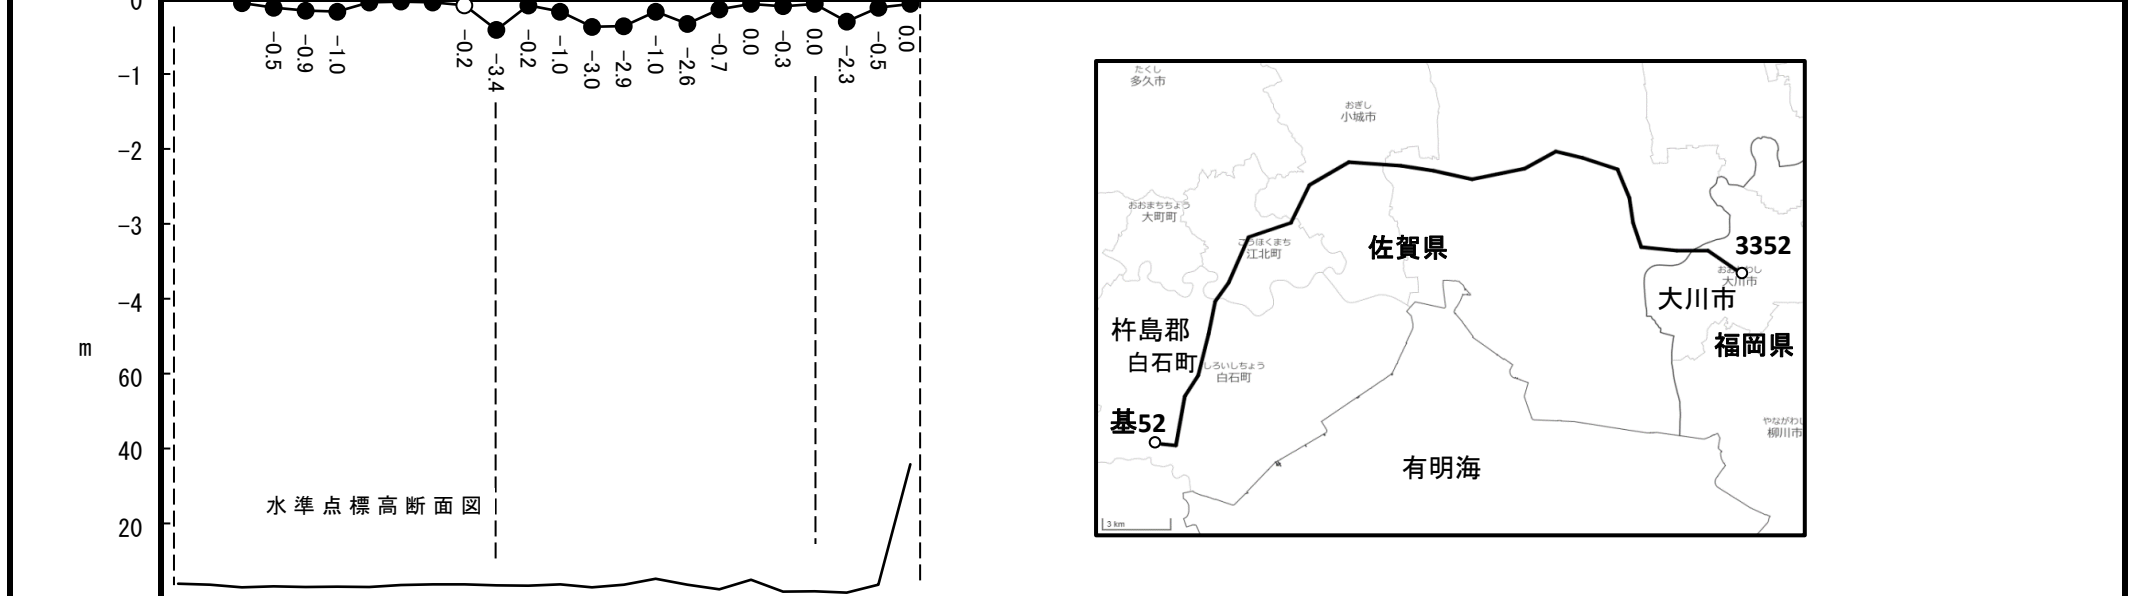 0
-1
-2
-3
-4
m
60
40
20
-0.5
-0.9
-1.0
-0.2
-3.4
-0.2
-1.0
-3.0
-2.9
-1.0
-2.6
-0.7
0.0
-0.3
0.0
-2.3
-0.5
0.0
水準点標高断面図
たくし
多久市
おぎし
小城市
おおまちちょう
大町町
こうほくまち
江北町
佐賀県
3352
大川市
大川市
福岡県
杵島郡
白石町
しろいしちょう
白石町
基52
やながわし
柳川市
有明海
3 km